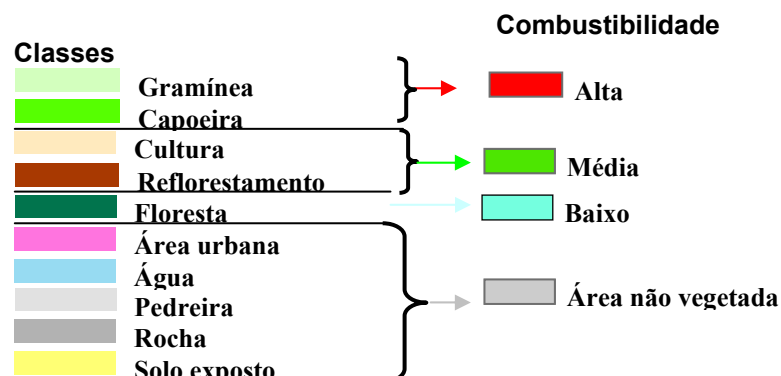 Combustibilidade
Classes
Gramínea
Alta
Capoeira
Cultura
Média
Reflorestamento
Floresta
Baixo
Área urbana
Água
Área não vegetada
Pedreira
Rocha
Solo exposto